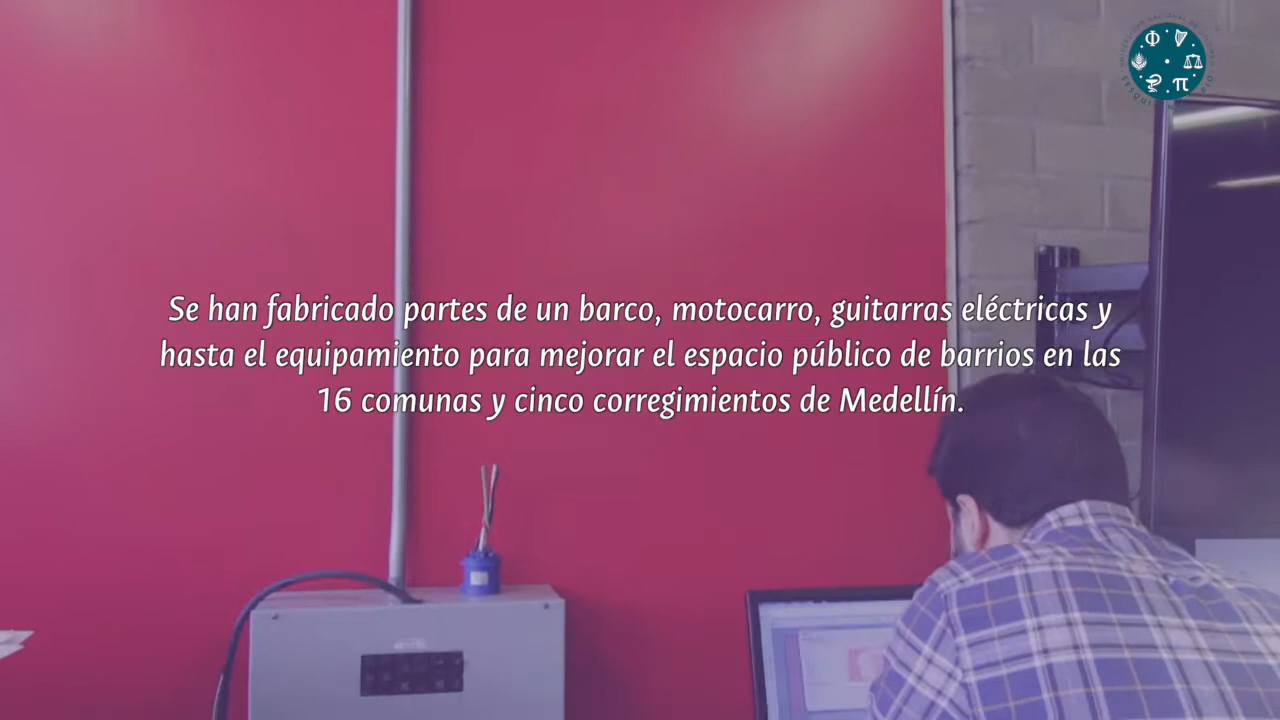 Se han fabricado partes de un barco, motocarro, guitarras eléctricas y
hasta el equipamiento para mejorar el espacio público de barrios en las
16 comunas y cinco corregimientos de Medellín.
Φ
π